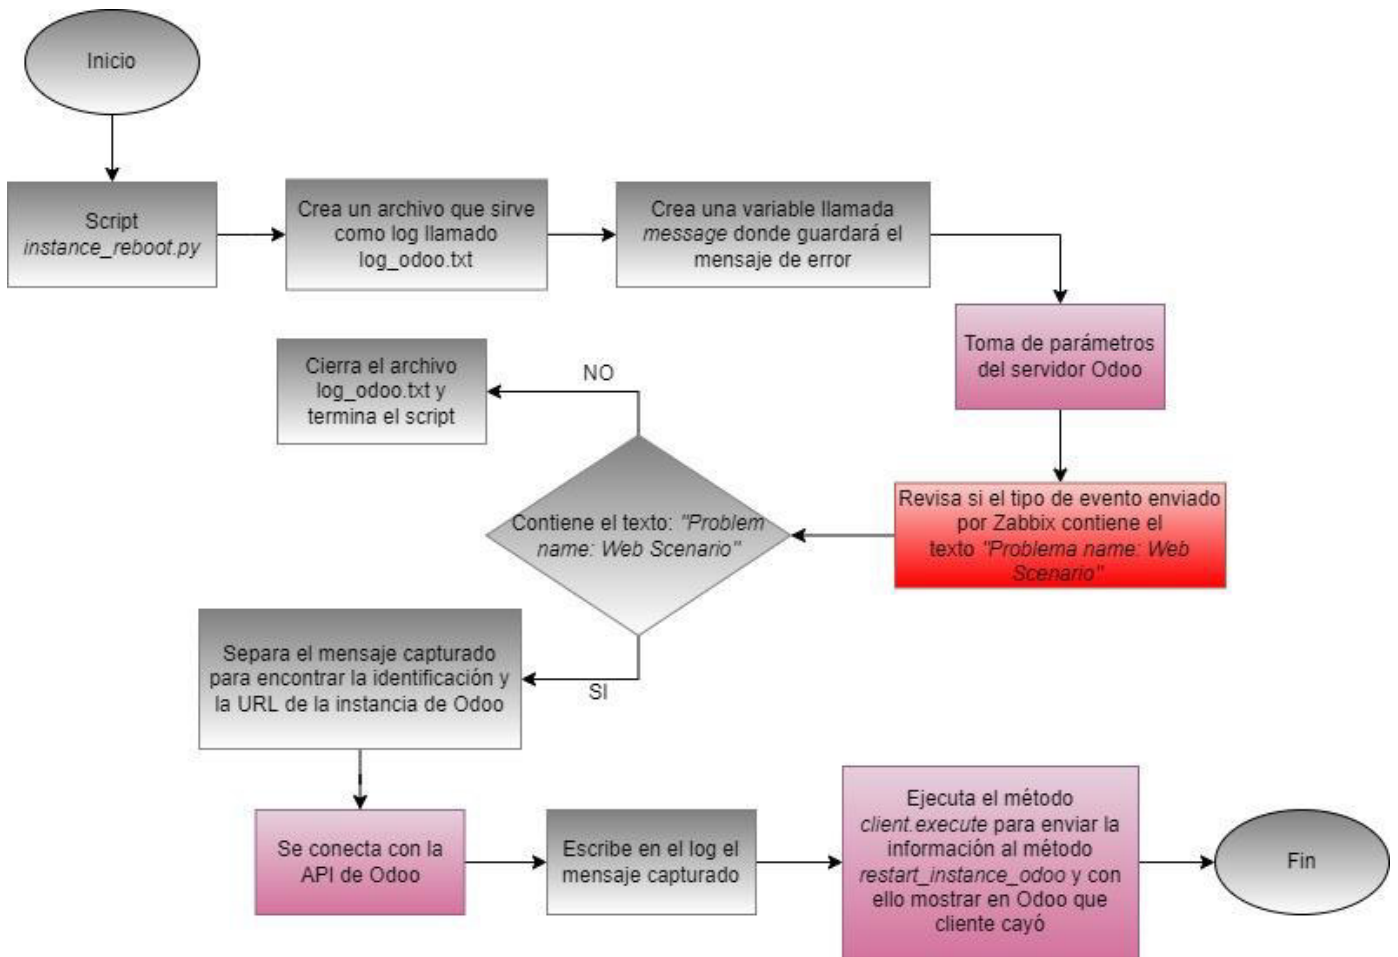 Inicio
Script
instance_reboot.py
Crea un archivo que sirve
como log llamado
log_odoo.txt
Crea una variable llamada
message donde guardará el
mensaje de error
Toma de parámetros
del servidor Odoo
Revisa si el tipo de evento enviado
por Zabbix contiene el
texto "Problema name: Web
Scenario"
Contiene el texto: "Problem
name: Web Scenario"
NO
Cierra el archivo
log_odoo.txt y
termina el script
SI
Separa el mensaje capturado
para encontrar la identificación y
la URL de la instancia de Odoo
Se conecta con la
API de Odoo
Escribe en el log el
mensaje capturado
Ejecuta el método
client.execute para enviar la
información al método
restart_instance_odoo y con
ello mostrar en Odoo que
cliente cayó
Fin